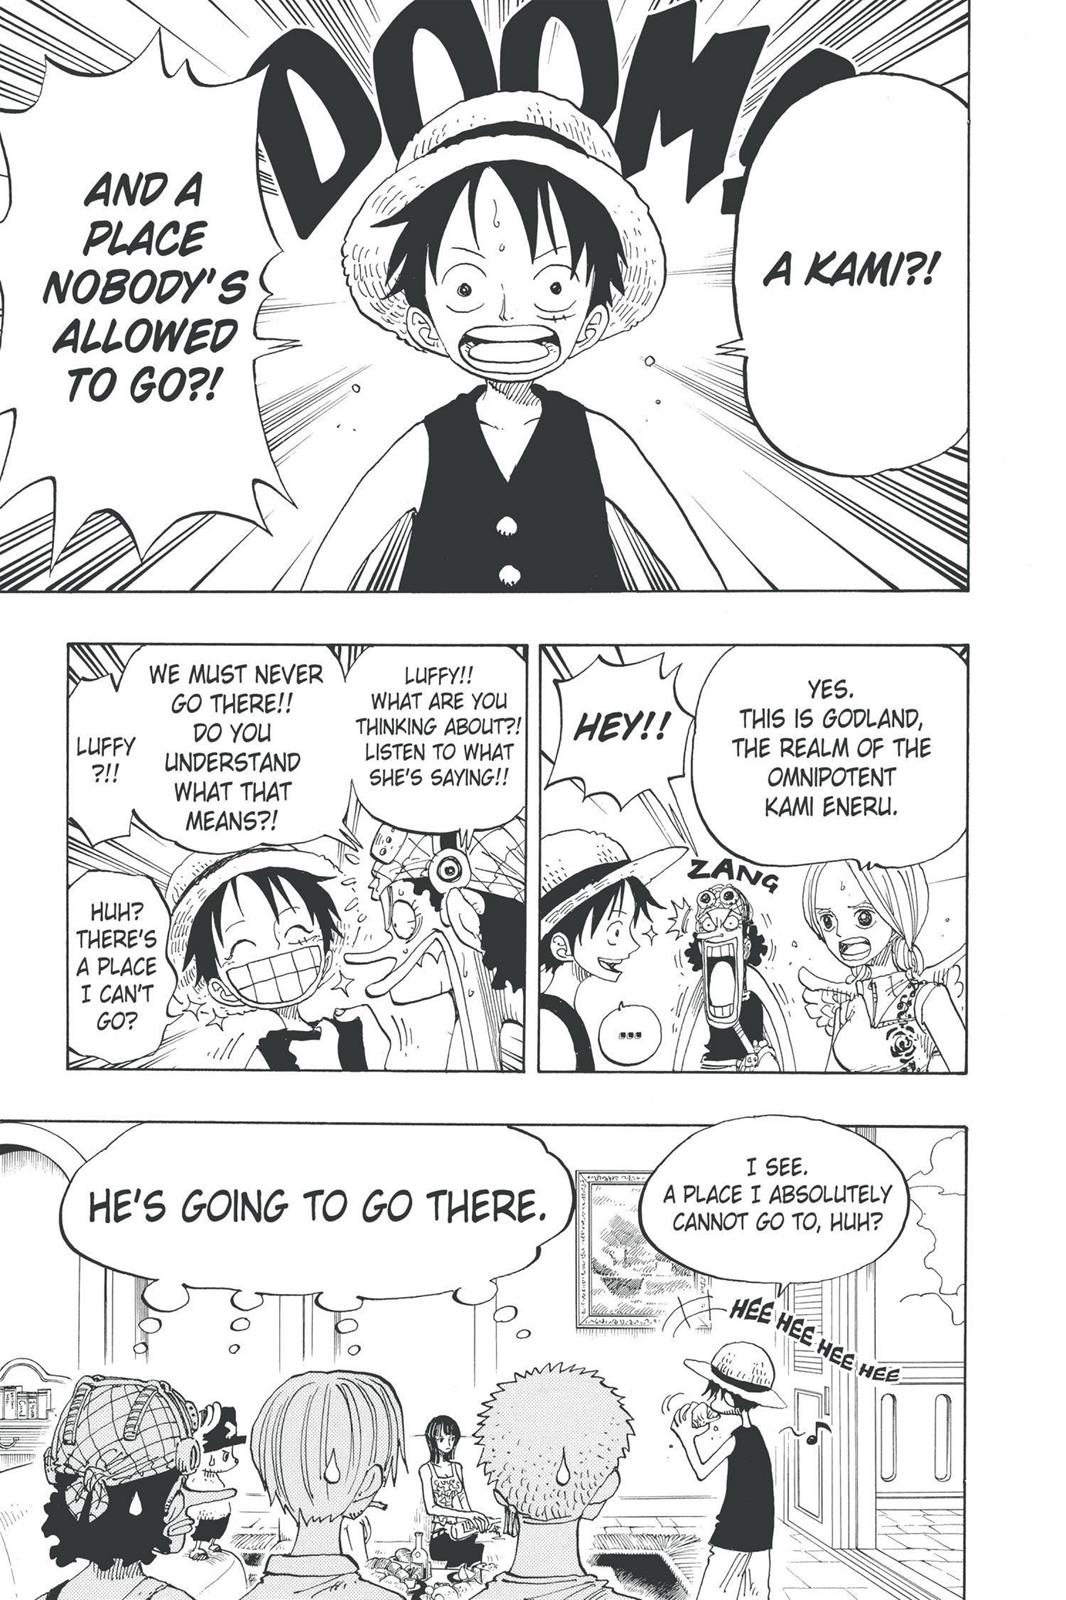 DOOM!
A KAMI?!
AND A
PLACE
NOBODY'S
ALLOWED
TO GO?!
YES.
THIS IS GODLAND,
THE REALM OF THE
OMNIPOTENT
KAMI ENERU.
HEY!!
ZANG
...
LUFFY!!
WHAT ARE YOU
THINKING ABOUT?!
LISTEN TO WHAT
SHE'S SAYING!!
WE MUST NEVER
GO THERE!!
DO YOU
UNDERSTAND
WHAT THAT
MEANS?!
LUFFY
?!!
HUH?
THERE'S
A PLACE
I CAN'T
GO?
I SEE.
A PLACE I ABSOLUTELY
CANNOT GO TO, HUH?
HEE HEE HEE HEE
HE'S GOING TO GO THERE.